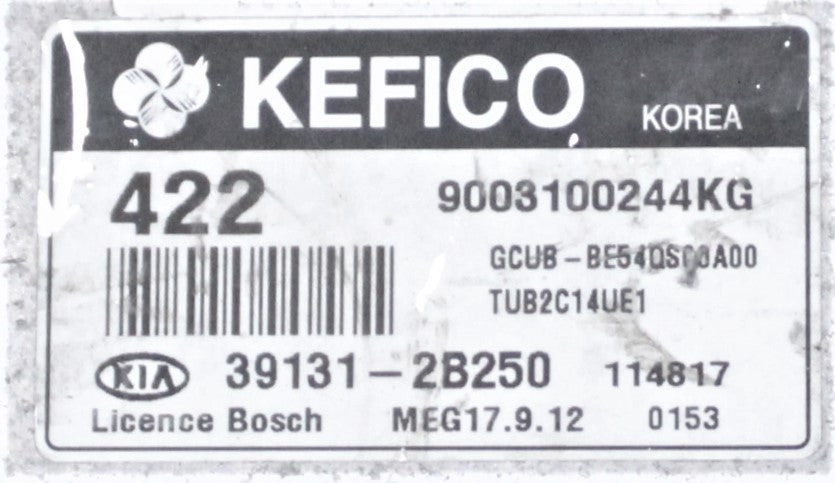 KEFICO KOREA
422 9003100244KG
TUB2C14UE1
KIA 39131-2B250 114817
Licence Bosch MEG17.9.12 0153